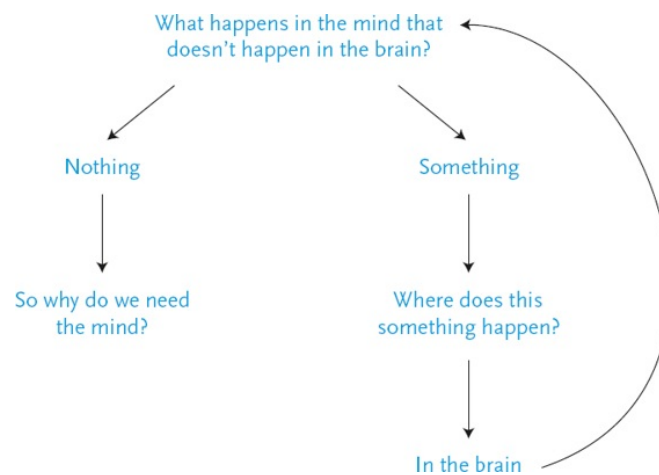 What happens in the mind that
doesn’t happen in the brain?
Nothing
Something
So why do we need
the mind?
Where does this
something happen?
In the brain